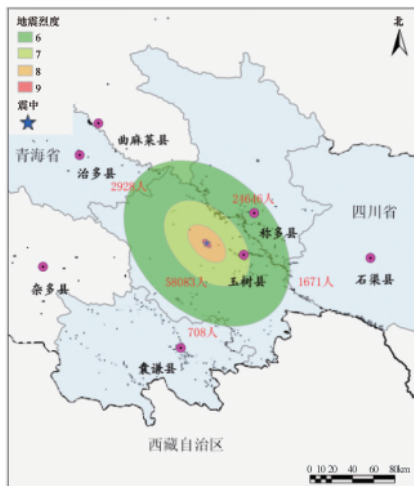 地震烈度
6
7
8
9
震中
北
曲麻莱县
青海省
治多县
2928人
24646人
四川省
称多县
杂多县
58083人
玉树县
1671人
石渠县
708人
囊谦县
西藏自治区
0 10 20 40 60 80km